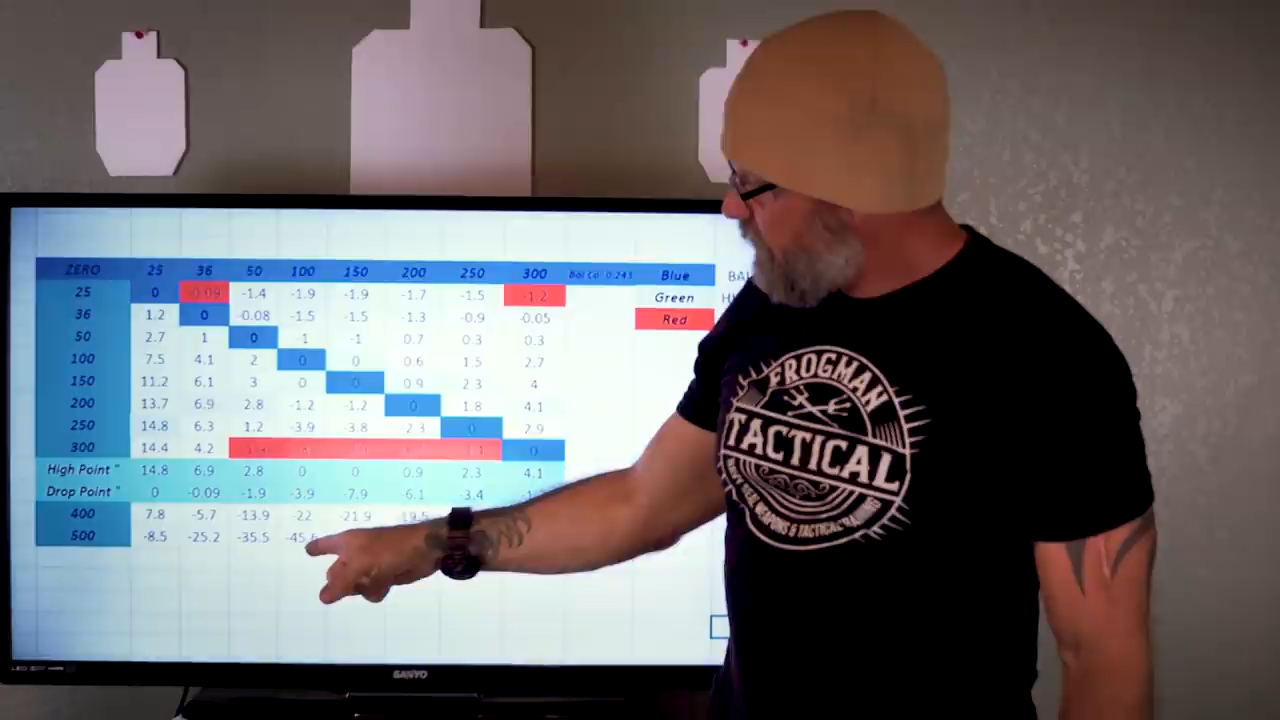 ZERO 25 36 50 100 150 200 250 300 Bal Co: 0.243 Blue
25 0 -0.09 -1.4 -1.9 -1.9 -1.7 -1.5 -1.2 Green
36 1.2 0 -0.08 -1.5 -1.5 -1.3 -0.9 -0.05 Red
50 2.7 1 0 -1 -1 0.7 0.3 0.3
100 7.5 4.1 2 0 0 0.6 1.5 2.7
150 11.2 6.1 3 0 0 0.9 2.3 4
200 13.7 6.9 2.8 -1.2 -1.2 0 1.8 4.1
250 14.8 6.3 1.2 -3.9 -3.8 2.3 0 2.9
300 14.4 4.2 0
High Point " 14.8 6.9 2.8 0 0 0.9 2.3 4.1
Drop Point " 0 -0.09 -1.9 -3.9 -7.9 -6.1 -3.4
400 7.8 -5.7 -13.9 -22 -21.9 19.5
500 -8.5 -25.2 -35.5
SANYO
FROGMAN
TACTICAL
NAVY SEAL WEAPONS & TACTICAL TRAINING